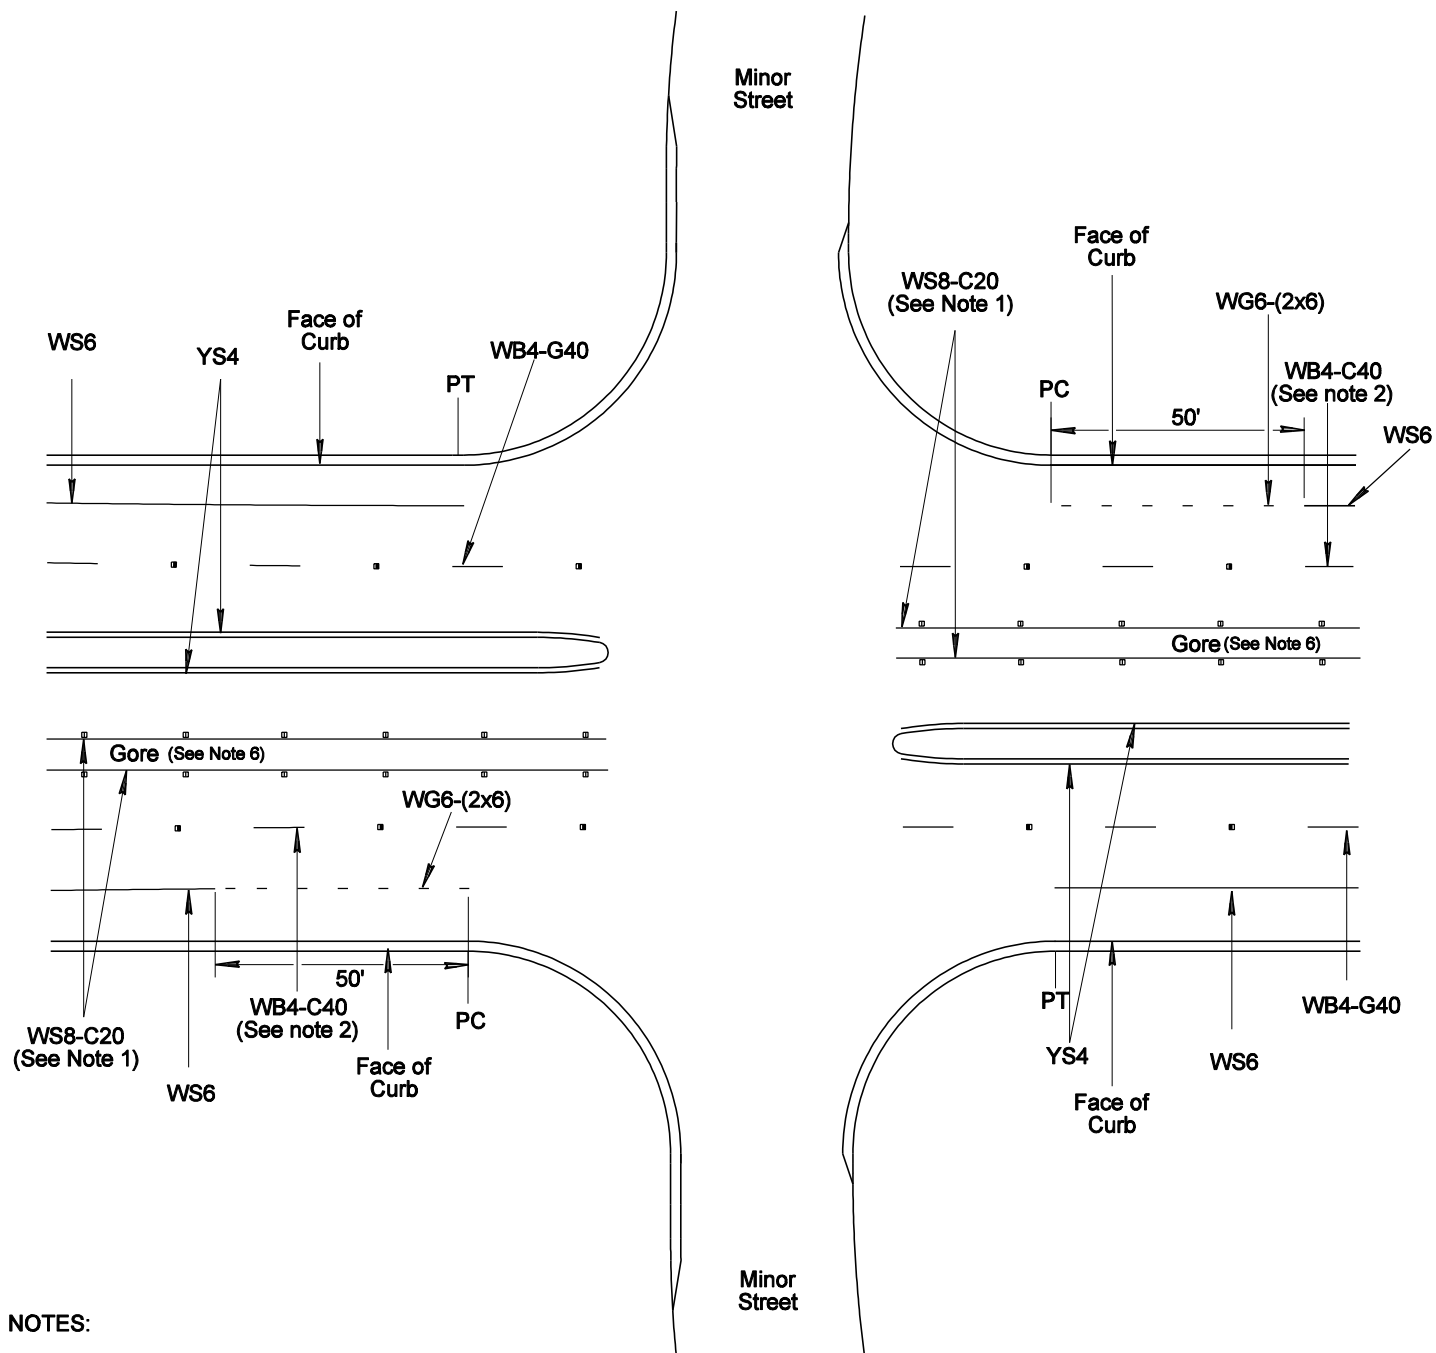 Minor
Street
Face of
Curb
WS8-C20
(See Note 1)
WG6-(2x6)
Face of
Curb
WS6
YS4
WB4-G40
PT
PC
WB4-C40
(See note 2)
50'
WS6
Gore (See Note 6)
Gore (See Note 6)
WG6-(2x6)
50'
WB4-C40
(See note 2)
PC
WS8-C20
(See Note 1)
WS6
Face of
Curb
PT
WB4-G40
YS4
WS6
Face of
Curb
Minor
Street
NOTES: